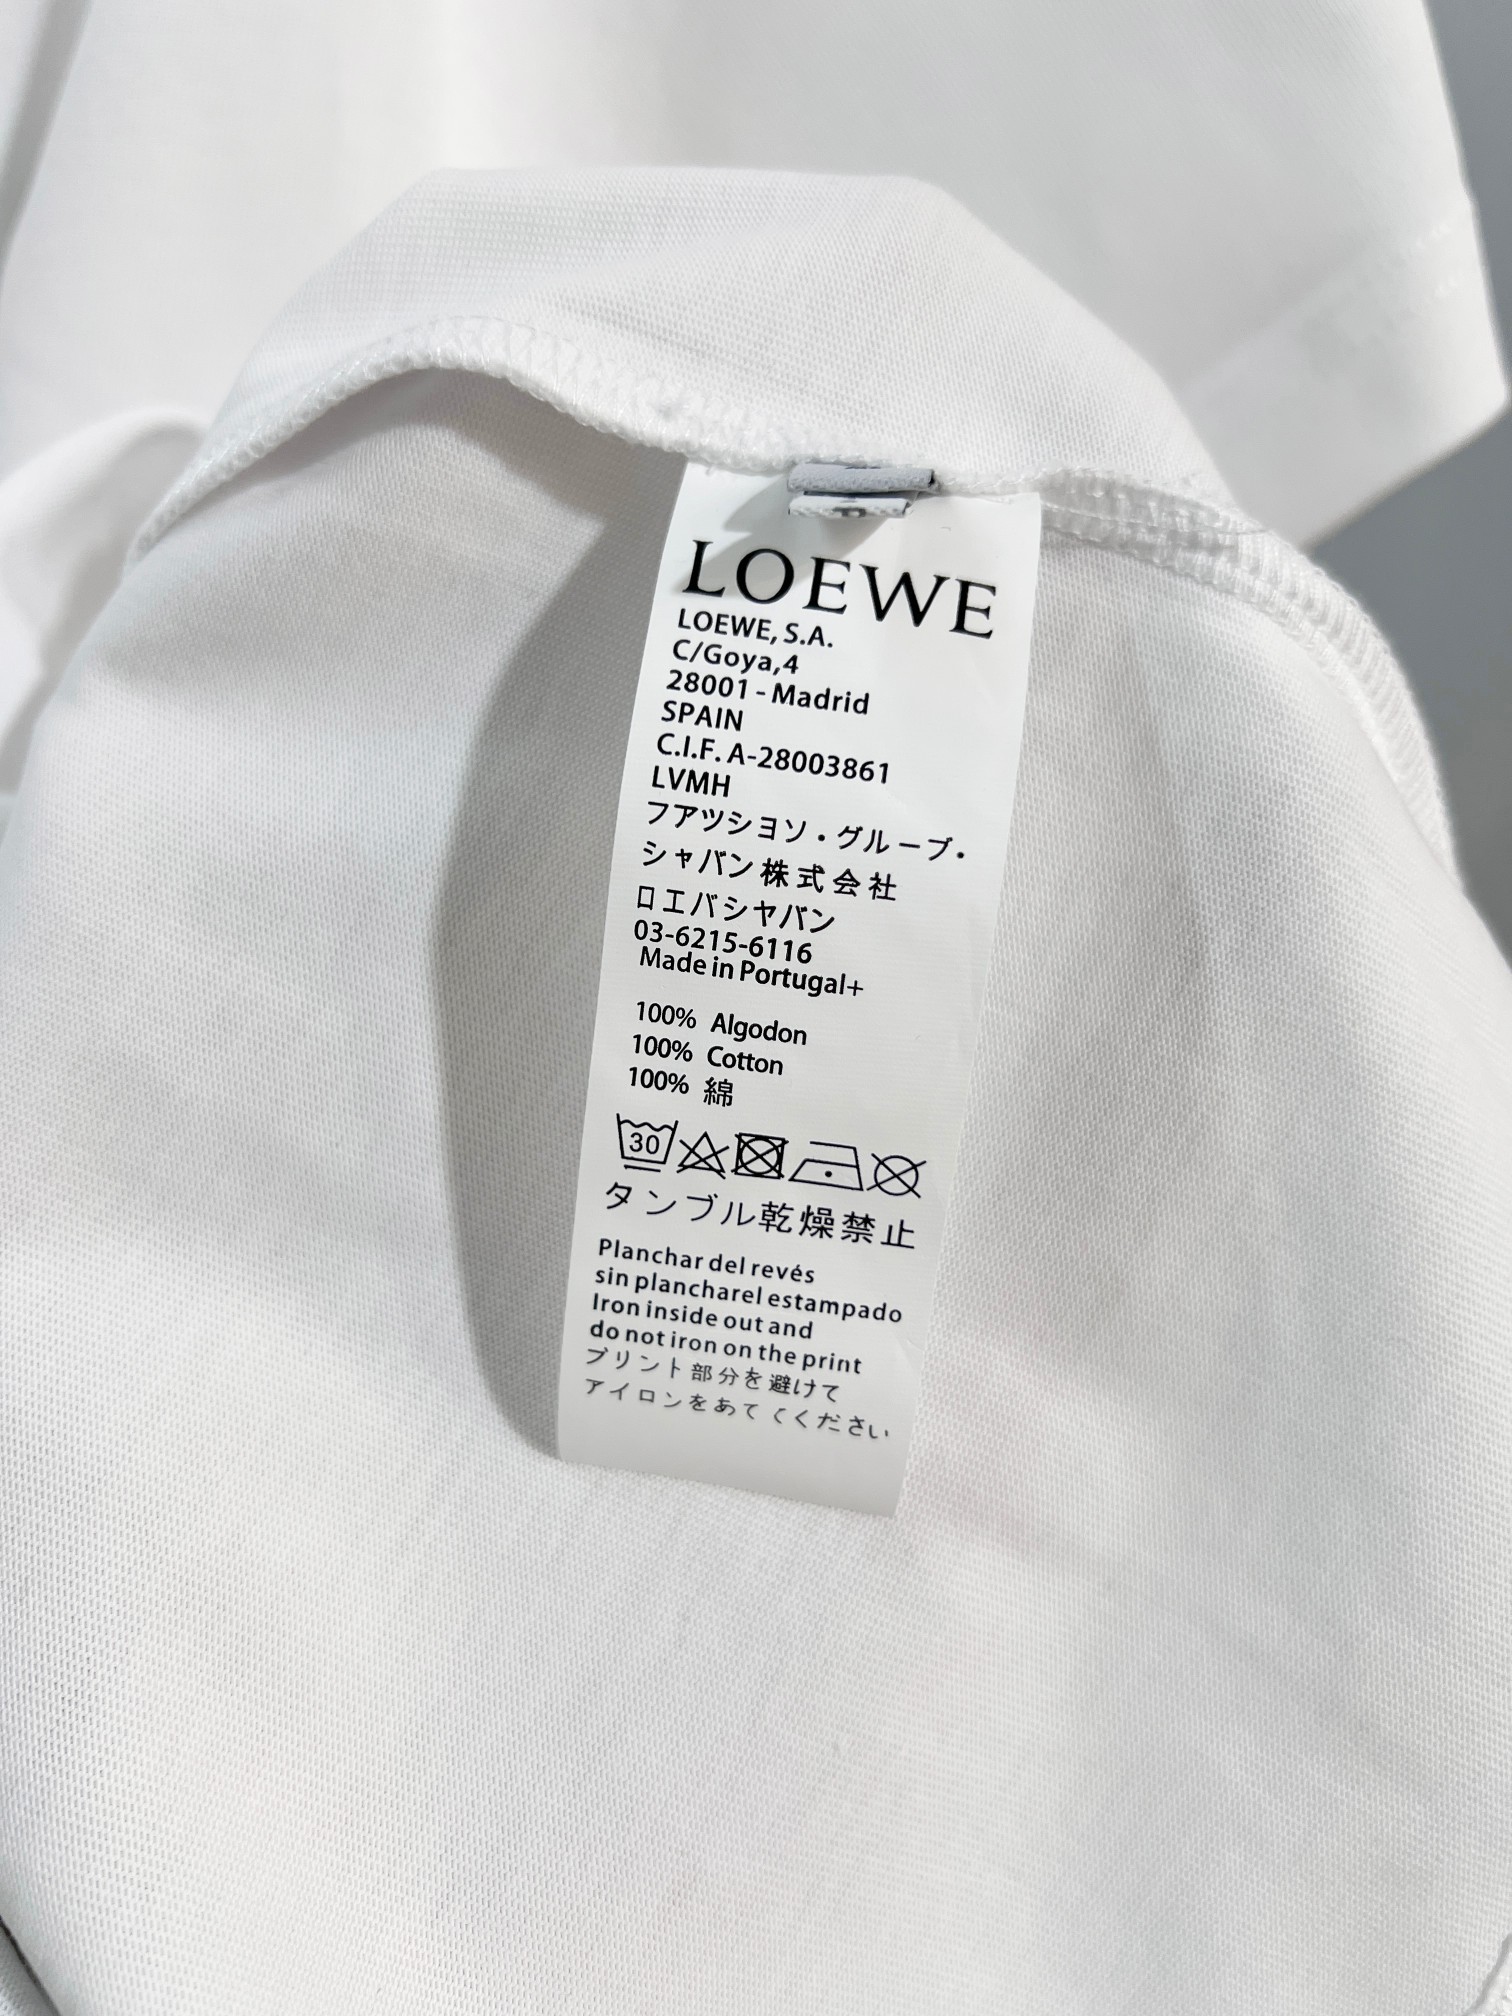 LOEWE
LOEWE, S.A.
C/Goya,4
28001 - Madrid
SPAIN
C.I.F. A-28003861
LVMH
フアツシヨソ・グループ・
シャバン株式会社
ロエバシヤバン
03-6215-6116
Made in Portugal+
100% Algodon
100% Cotton
100% 綿
30
タンブル乾燥禁止
Planchar del revés
sin plancharel estampado
Iron inside out and
do not iron on the print
プリント部分を避けて
アイロンをあててください